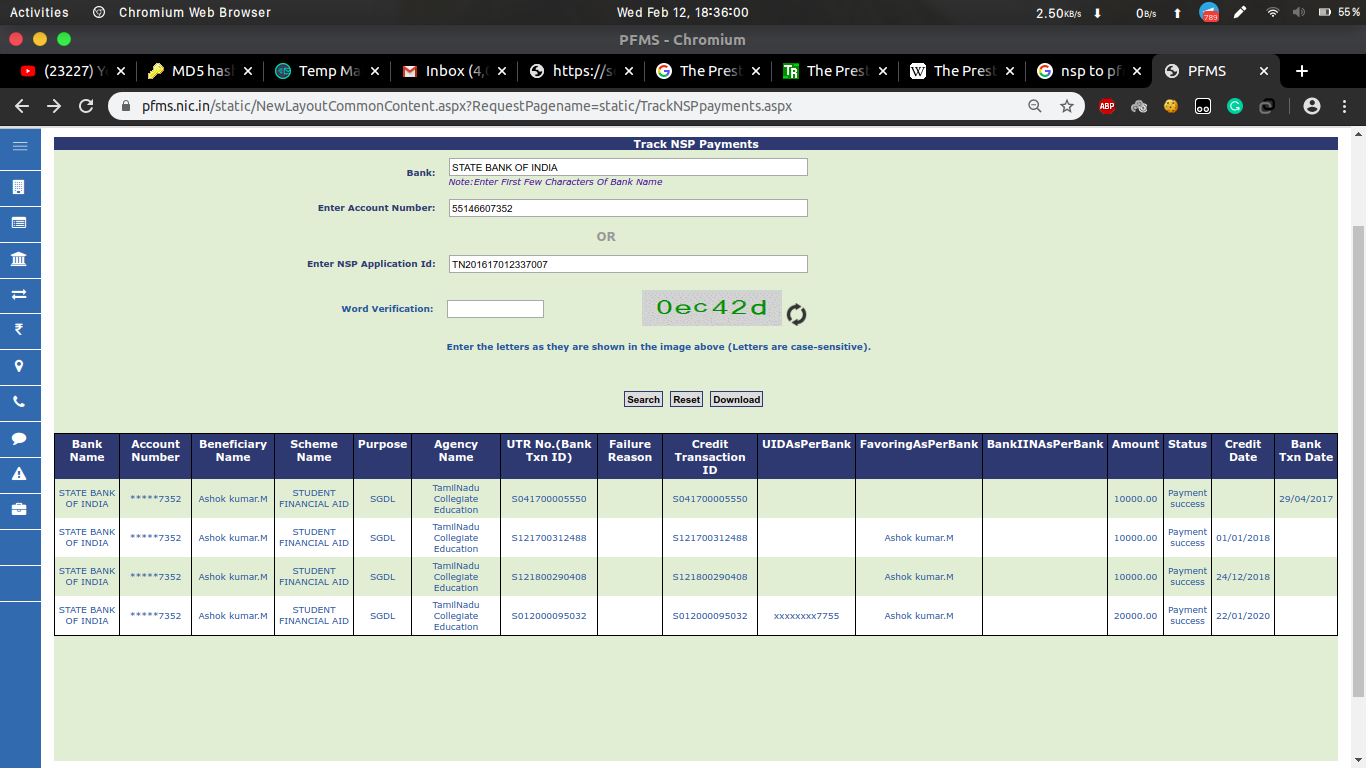 Activities Chromium Web Browser Wed Feb 12, 18:36:00 2.50KB/s 0B/s 789 55%
PFMS - Chromium
(23227) Y MD5 has Temp Ma Inbox (4, https://s The Prest The Prest The Prest nsp to pf PFMS
pfms.nic.in/static/NewLayoutCommonContent.aspx?RequestPagename=static/TrackNSPpayments.aspx ABP
Track NSP Payments
Bank: STATE BANK OF INDIA
Note:Enter First Few Characters Of Bank Name
Enter Account Number: 55146607352
OR
Enter NSP Application Id: TN201617012337007
Word Verification: 0ec42d
Enter the letters as they are shown in the image above (Letters are case-sensitive).
Search Reset Download
Bank Name Account Number Beneficiary Name Scheme Name Purpose Agency Name UTR No.(Bank Txn ID) Failure Reason Credit Transaction ID UIDAsPerBank FavoringAsPerBank BankIINAsPerBank Amount Status Credit Date Bank Txn Date
STATE BANK OF INDIA *****7352 Ashok kumar.M STUDENT FINANCIAL AID SGDL TamilNadu Collegiate Education S041700005550 S041700005550 10000.00 Payment success 29/04/2017
STATE BANK OF INDIA *****7352 Ashok kumar.M STUDENT FINANCIAL AID SGDL TamilNadu Collegiate Education S121700312488 S121700312488 Ashok kumar.M 10000.00 Payment success 01/01/2018
STATE BANK OF INDIA *****7352 Ashok kumar.M STUDENT FINANCIAL AID SGDL TamilNadu Collegiate Education S121800290408 S121800290408 Ashok kumar.M 10000.00 Payment success 24/12/2018
STATE BANK OF INDIA *****7352 Ashok kumar.M STUDENT FINANCIAL AID SGDL TamilNadu Collegiate Education S012000095032 S012000095032 xxxxxxxx7755 Ashok kumar.M 20000.00 Payment success 22/01/2020